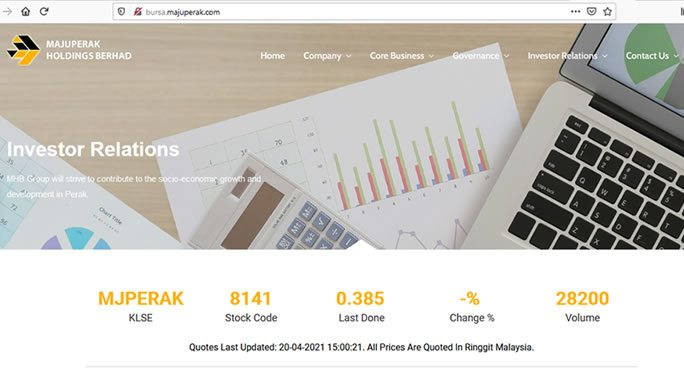 bursa.majuperak.com
MAJUPERAK
HOLDINGS BERHAD
Home Company Core Business Governance Investor Relations Contact Us
Investor Relations
MHB Group will strive to contribute to the socio-economic growth and
development in Perak.
Chart Title
MJPERAK 8141 0.385 -% 28200
KLSE Stock Code Last Done Change % Volume
Quotes Last Updated: 20-04-2021 15:00:21. All Prices Are Quoted In Ringgit Malaysia.